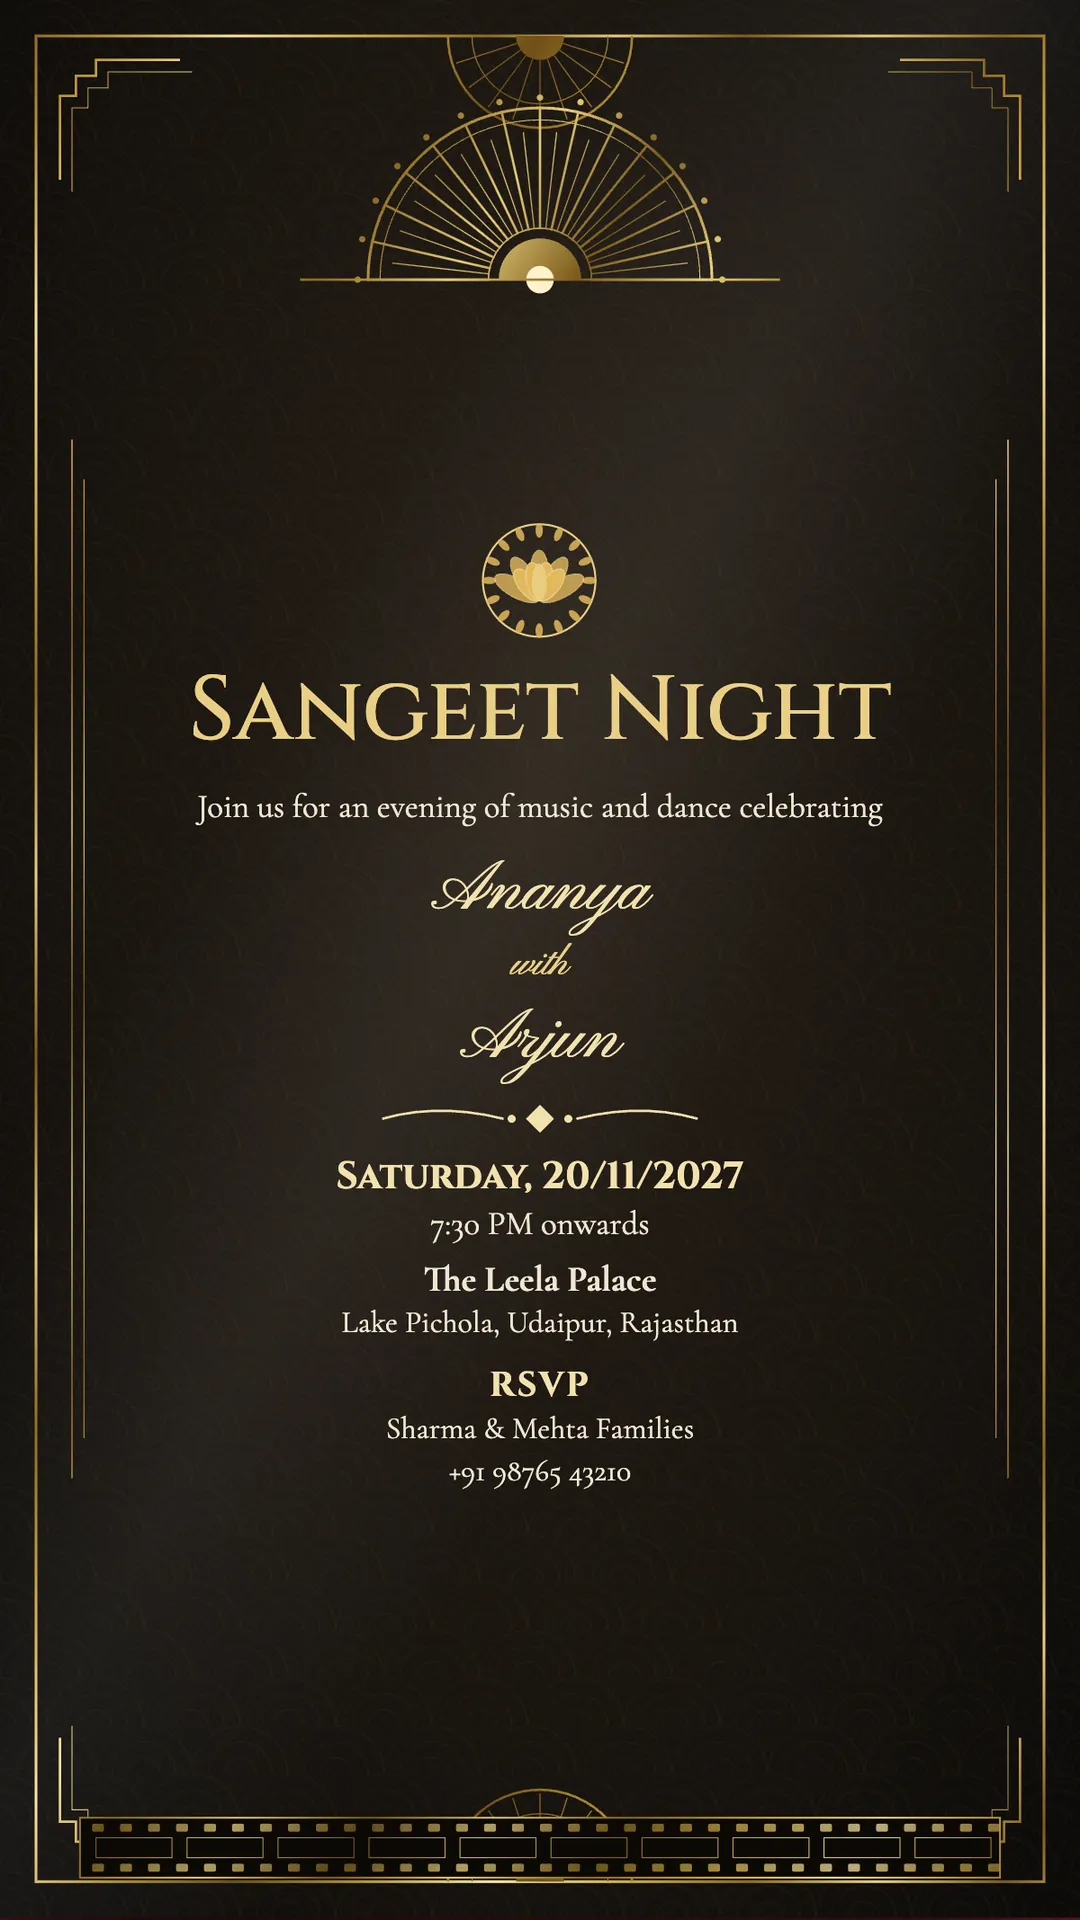 Sangeet Night
Join us for an evening of music and dance celebrating
Ananya
with
Arjun
Saturday, 20/11/2027
7:30 PM onwards
The Leela Palace
Lake Pichola, Udaipur, Rajasthan
RSVP
Sharma & Mehta Families
+91 98765 43210